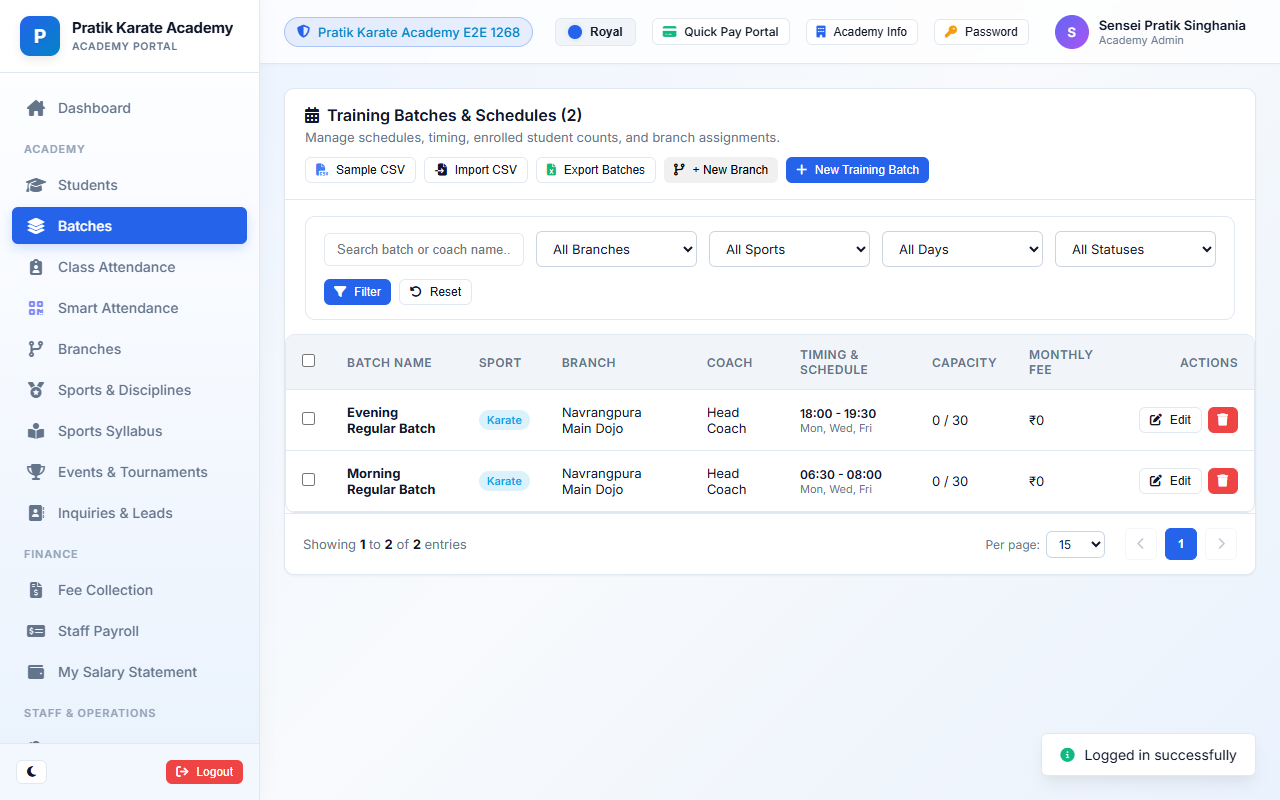 P
Pratik Karate Academy
ACADEMY PORTAL
Dashboard
ACADEMY
Students
Batches
Class Attendance
Smart Attendance
Branches
Sports & Disciplines
Sports Syllabus
Events & Tournaments
Inquiries & Leads
FINANCE
Fee Collection
Staff Payroll
My Salary Statement
STAFF & OPERATIONS
Logout
Pratik Karate Academy E2E 1268
Royal
Quick Pay Portal
Academy Info
Password
S
Sensei Pratik Singhania
Academy Admin
Training Batches & Schedules (2)
Manage schedules, timing, enrolled student counts, and branch assignments.
Sample CSV
Import CSV
Export Batches
+ New Branch
New Training Batch
Search batch or coach name..
All Branches
All Sports
All Days
All Statuses
Filter
Reset
BATCH NAME SPORT BRANCH COACH TIMING & SCHEDULE CAPACITY MONTHLY FEE ACTIONS
Evening Regular Batch Karate Navrangpura Main Dojo Head Coach 18:00 - 19:30 Mon, Wed, Fri 0 / 30 ₹0 Edit
Morning Regular Batch Karate Navrangpura Main Dojo Head Coach 06:30 - 08:00 Mon, Wed, Fri 0 / 30 ₹0 Edit
Showing 1 to 2 of 2 entries
Per page: 15
1
Logged in successfully